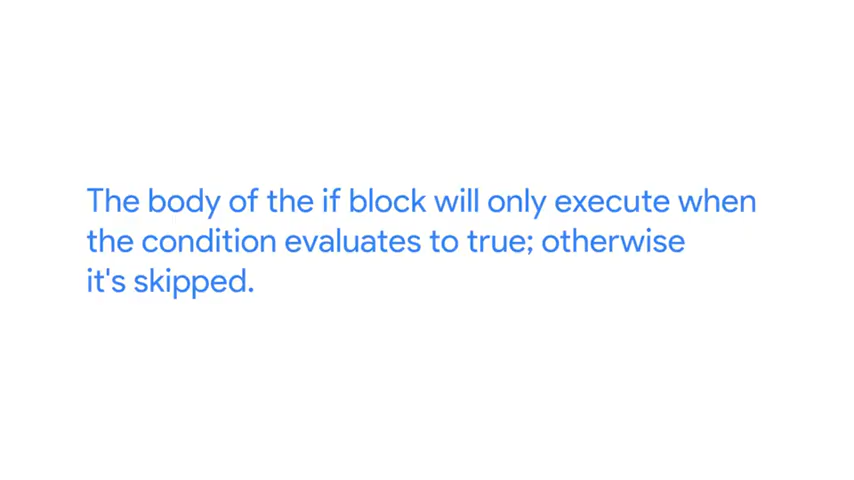 The body of the if block will only execute when
the condition evaluates to true; otherwise
it's skipped.